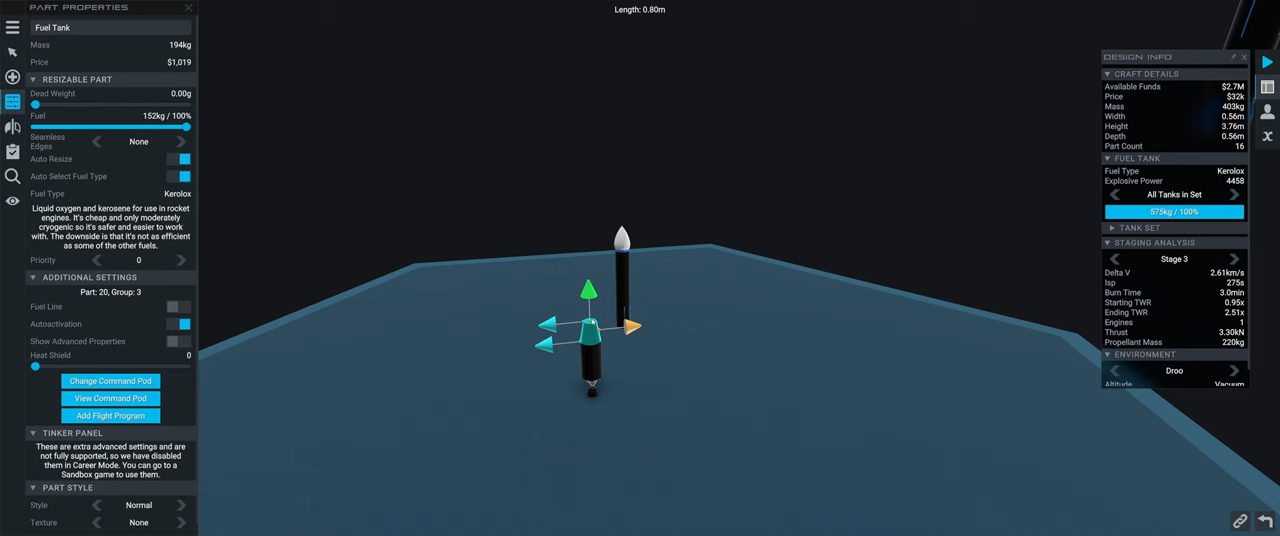 Length: 0.80m
PART PROPERTIES
Fuel Tank
Mass 194kg
Price $1,019
RESIZABLE PART
Dead Weight 0.00g
Fuel 152kg / 100%
Seamless Edges None
Auto Resize
Auto Select Fuel Type
Fuel Type Kerolox
Liquid oxygen and kerosene for use in rocket
engines. It's cheap and only moderately
cryogenic so it's safer and easier to work
with. The downside is that it's not as efficient
as some of the other fuels.
Priority 0
ADDITIONAL SETTINGS
Part: 20, Group: 3
Fuel Line
Autoactivation
Show Advanced Properties
Heat Shield 0
Change Command Pod
View Command Pod
Add Flight Program
TINKER PANEL
These are extra advanced settings and are
not fully supported, so we have disabled
them in Career Mode. You can go to a
Sandbox game to use them.
PART STYLE
Style Normal
Texture None
DESIGN INFO
CRAFT DETAILS
Available Funds $2.7M
Price $32k
Mass 403kg
Width 0.56m
Height 3.76m
Depth 0.56m
Part Count 16
FUEL TANK
Fuel Type Kerolox
Explosive Power 4458
All Tanks in Set
575kg / 100%
TANK SET
STAGING ANALYSIS
Stage 3
Delta V 2.61km/s
Isp 275s
Burn Time 3.0min
Starting TWR 0.95x
Ending TWR 2.51x
Engines 1
Thrust 3.30kN
Propellant Mass 220kg
ENVIRONMENT
Droo
Altitude Vacuum